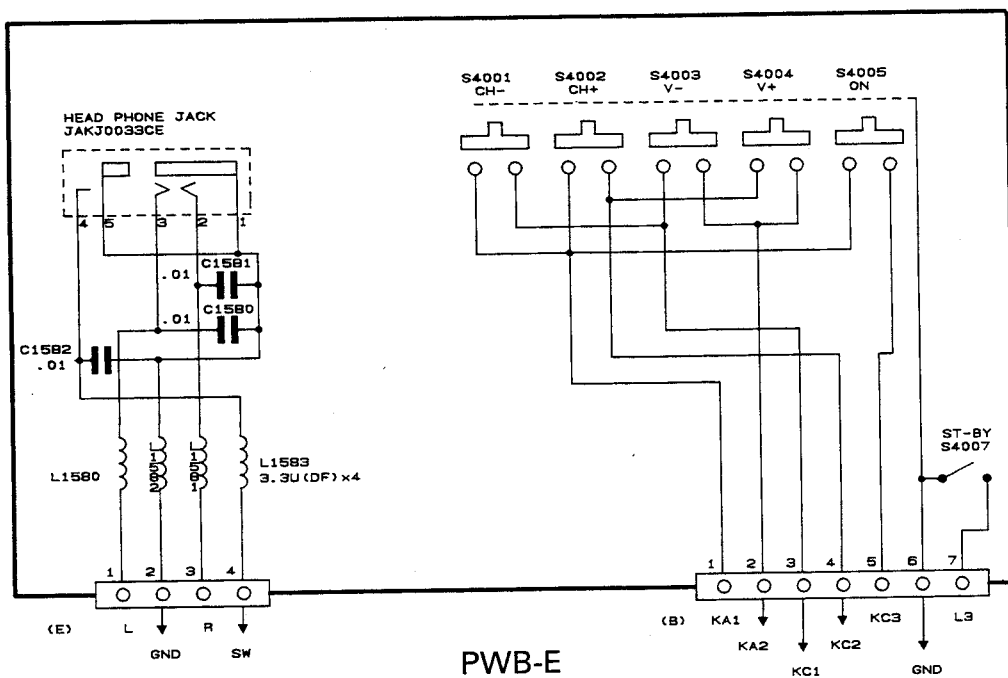 S4001 S4002 S4003 S4004 S4005
CH- CH+ V- V+ ON
HEAD PHONE JACK
JAKJ0033CE
4 5 3 2 1
C1581
.01
C1580
.01
C1582
.01
ST-BY
S4007
L1580
L1582
L1581
L1583
3.3U(DF)x4
1 2 3 4
1 2 3 4 5 6 7
(E) L R
GND SW
(B) KA1 KC3 L3
KA2 KC2
KC1 GND
PWB-E